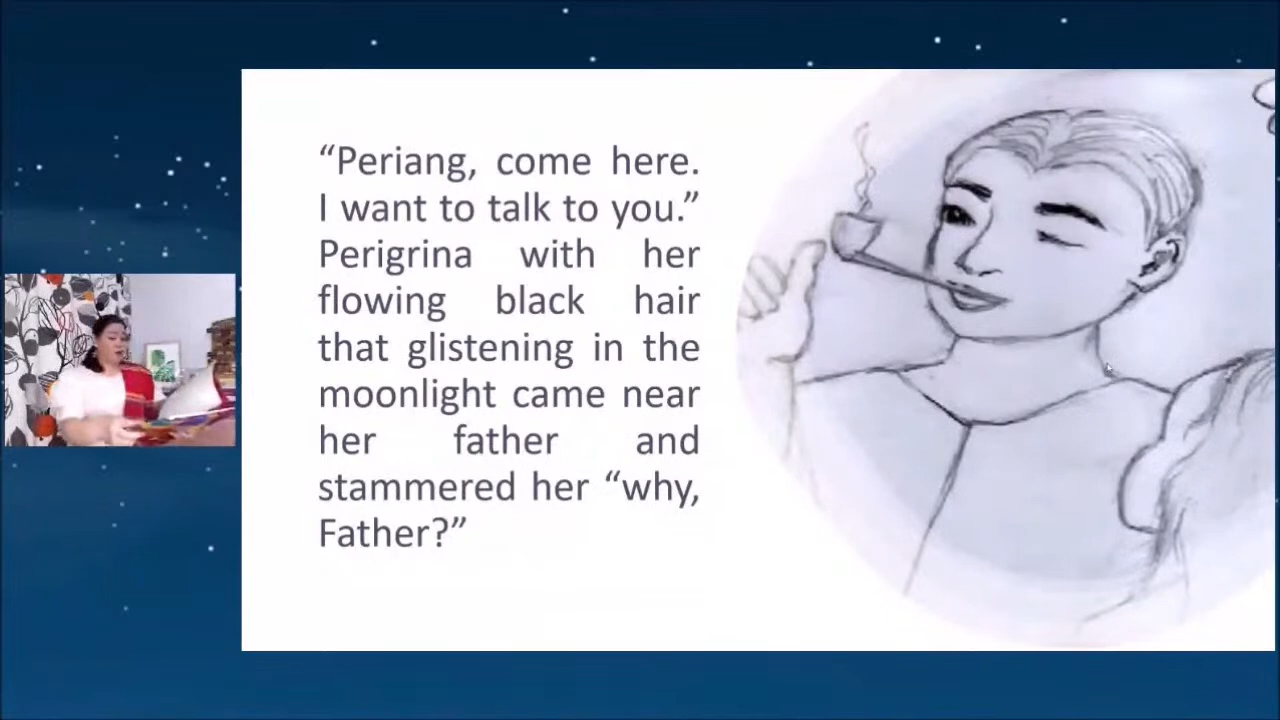 “Periang, come here.
I want to talk to you.”
Perigrina with her
flowing black hair
that glistening in the
moonlight came near
her father and
stammered her “why,
Father?”